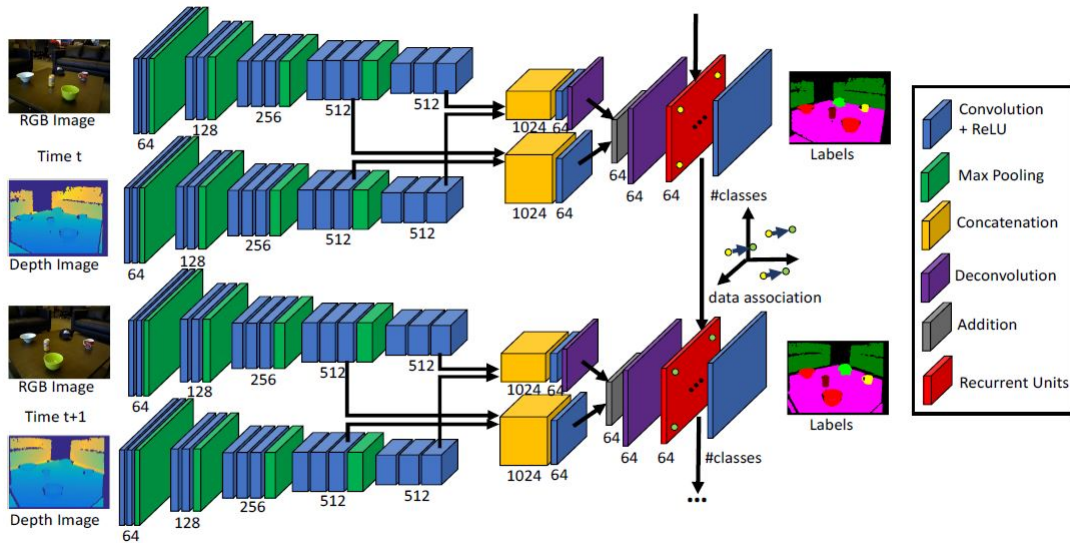 RGB Image
Time t
Depth Image
64
128
256
512
512
64
128
256
512
512
1024
64
1024
64
64
64
64
#classes
Labels
data association
RGB Image
Time t+1
Depth Image
64
128
256
512
512
64
128
256
512
512
1024
64
1024
64
64
64
64
#classes
Labels
Convolution
+ ReLU
Max Pooling
Concatenation
Deconvolution
Addition
Recurrent Units